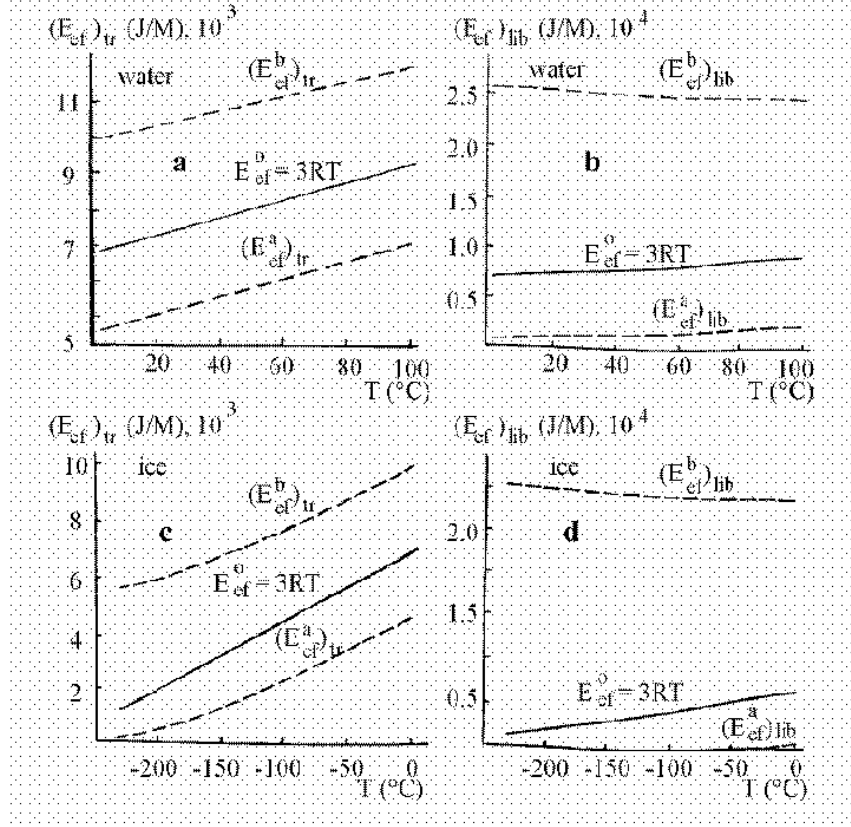 (E_ef)_tr (J/M), 10^3
water
(E^b_ef)_tr
11
a
9
E^o_ef = 3RT
7
(E^a_ef)_tr
5
20 40 60 80 100
T (°C)
(E_ef)_lib (J/M), 10^4
water
(E^b_ef)_lib
2.5
2.0
b
1.5
1.0
E^o_ef = 3RT
0.5
(E^a_ef)_lib
20 40 60 80 100
T (°C)
(E_ef)_tr (J/M), 10^3
10
ice
(E^b_ef)_tr
8
c
6
E^o_ef = 3RT
4
(E^a_ef)_tr
2
-200 -150 -100 -50 0
T (°C)
(E_ef)_lib (J/M), 10^4
ice
(E^b_ef)_lib
2.0
d
1.5
0.5
E^o_ef = 3RT
(E^a_ef)_lib
-200 -150 -100 -50 0
T (°C)